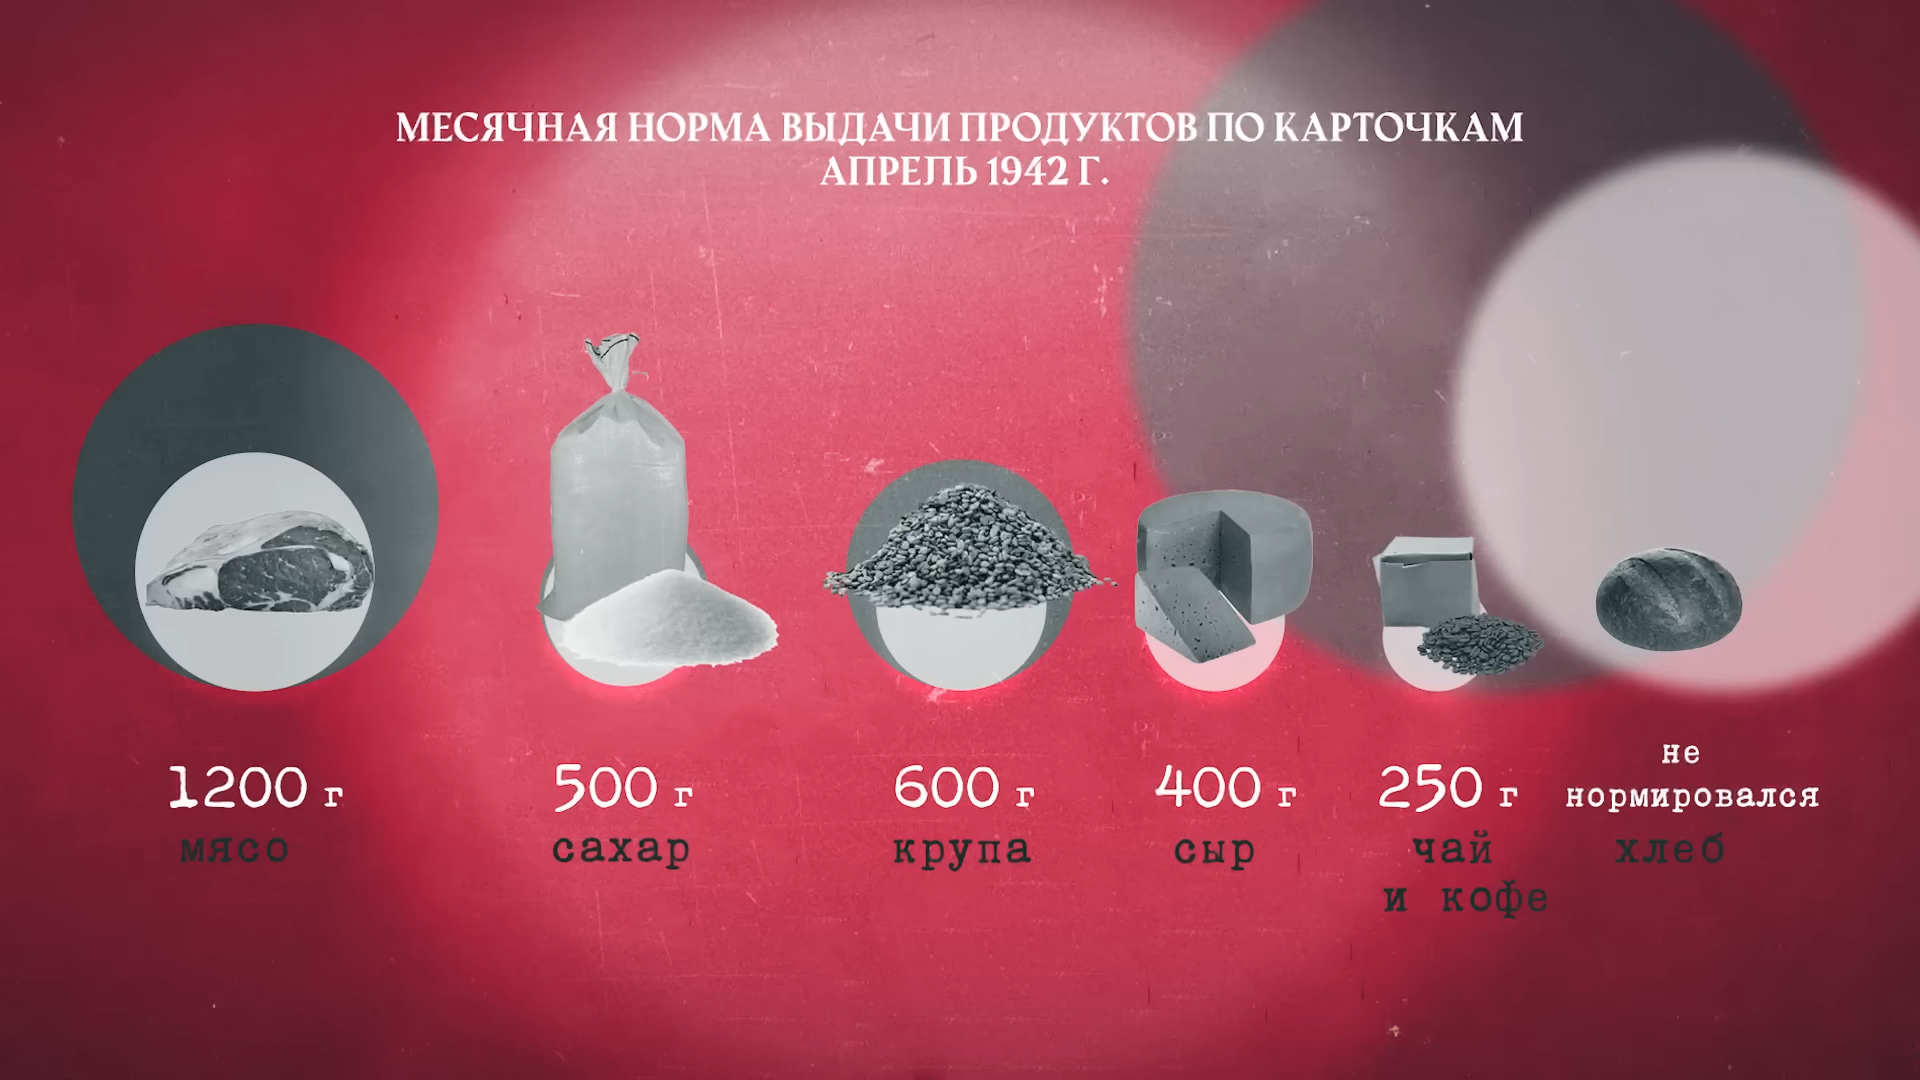 МЕСЯЧНАЯ НОРМА ВЫДАЧИ ПРОДУКТОВ ПО КАРТОЧКАМ
АПРЕЛЬ 1942 Г.
1200 г
мясо
500 г
сахар
600 г
крупа
400 г
сыр
250 г
чай
и кофе
не
нормировался
хлеб